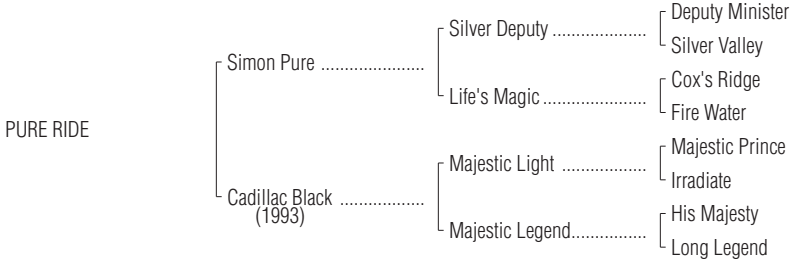 Deputy Minister
Silver Deputy ....................
Silver Valley
Simon Pure ......................
Cox's Ridge
Life's Magic......................
Fire Water
PURE RIDE
Majestic Prince
Majestic Light ..................
Irradiate
Cadillac Black ..................
(1993)
His Majesty
Majestic Legend................
Long Legend